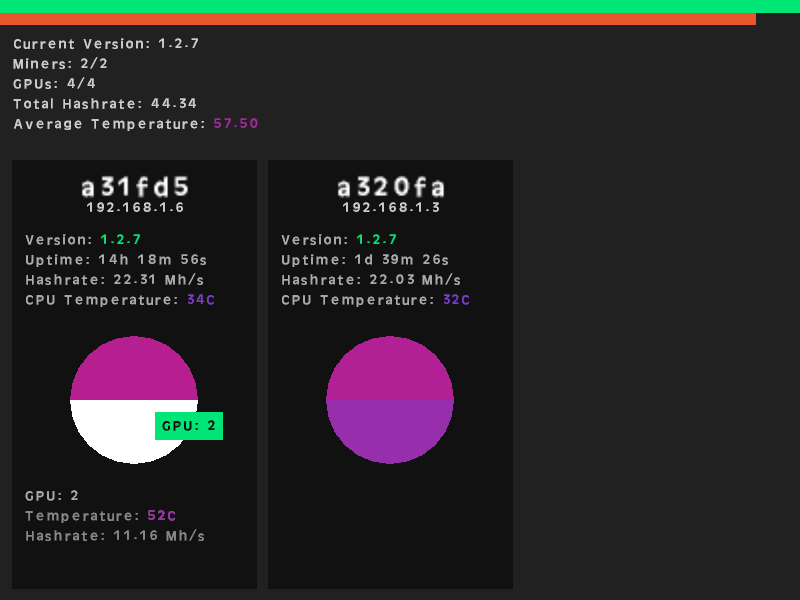 Current Version: 1.2.7
Miners: 2/2
GPUs: 4/4
Total Hashrate: 44.34
Average Temperature: 57.50
a31fd5
192.168.1.6
Version: 1.2.7
Uptime: 14h 18m 56s
Hashrate: 22.31 Mh/s
CPU Temperature: 34C
GPU: 2
GPU: 2
Temperature: 52C
Hashrate: 11.16 Mh/s
a320fa
192.168.1.3
Version: 1.2.7
Uptime: 1d 39m 26s
Hashrate: 22.03 Mh/s
CPU Temperature: 32C